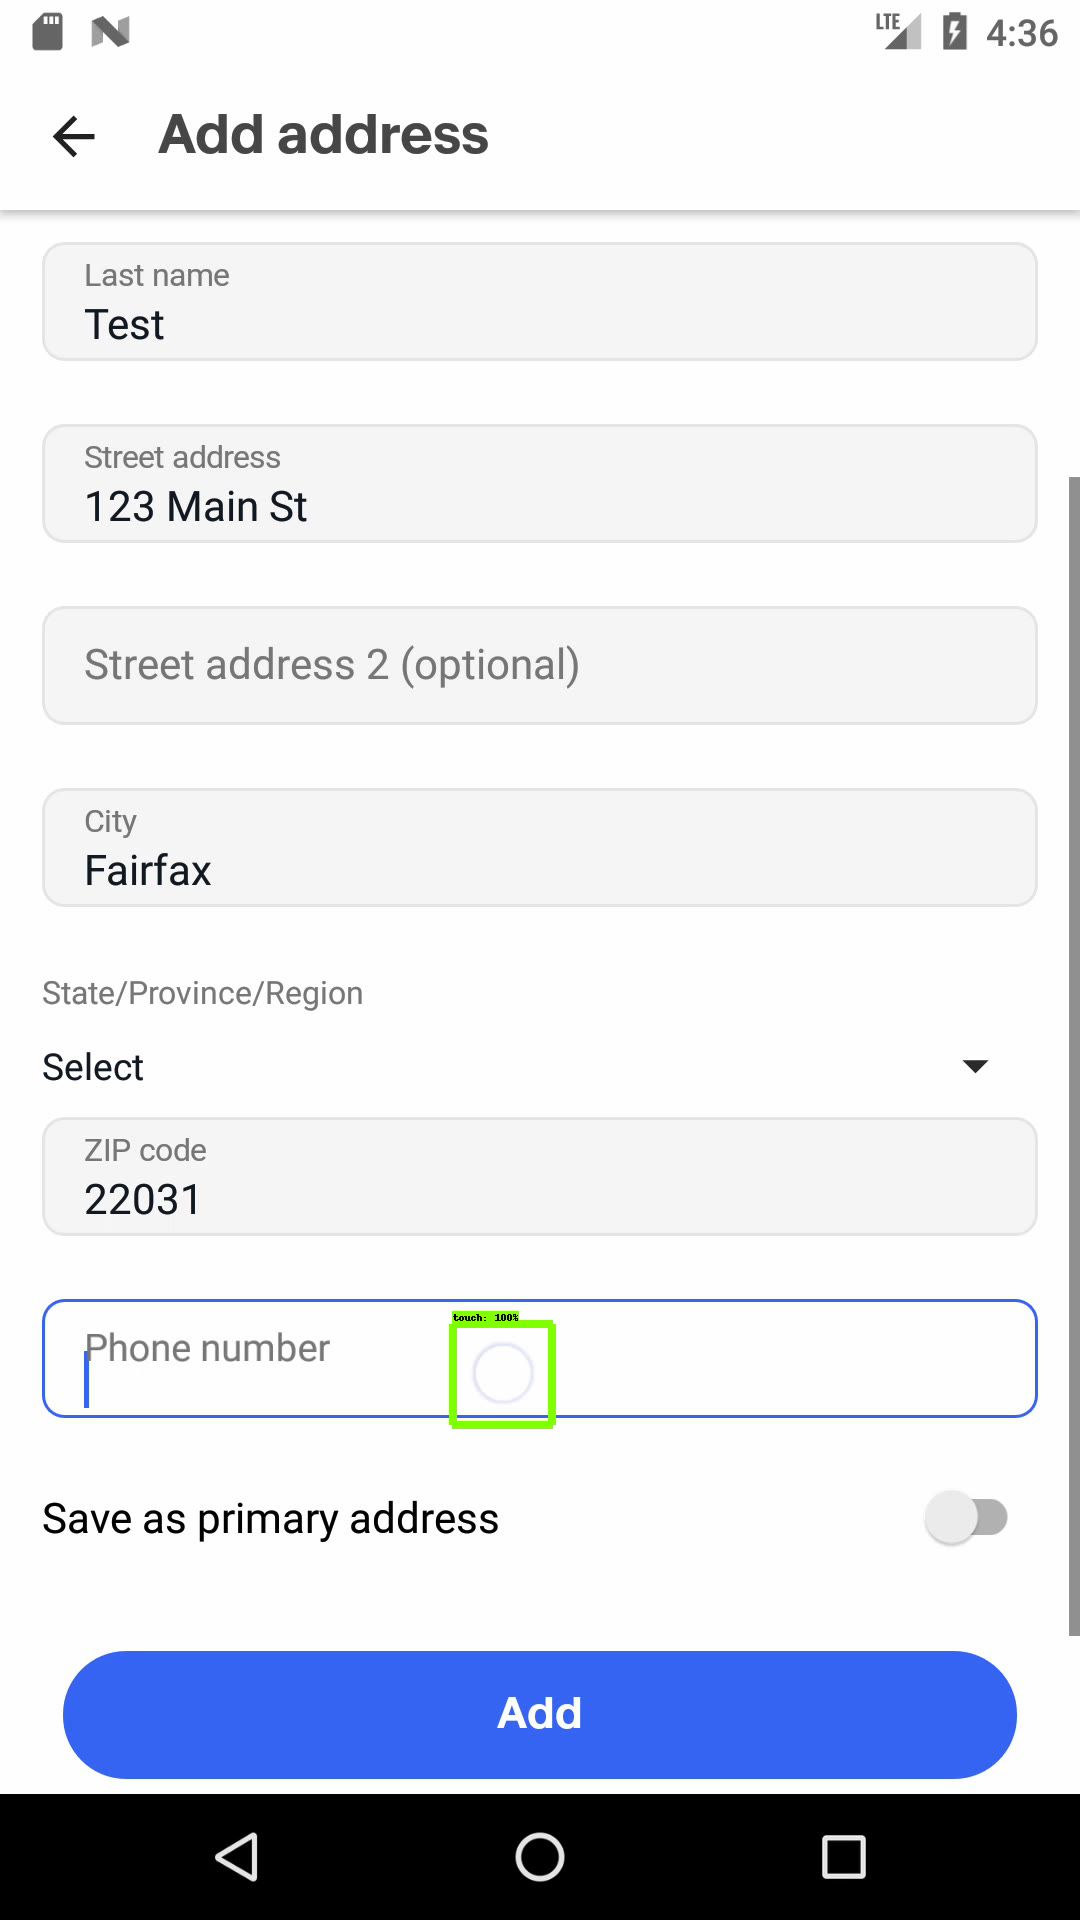 LTE 4:36
Add address
Last name
Test
Street address
123 Main St
Street address 2 (optional)
City
Fairfax
State/Province/Region
Select
ZIP code
22031
touch: 100%
Phone number
Save as primary address
Add